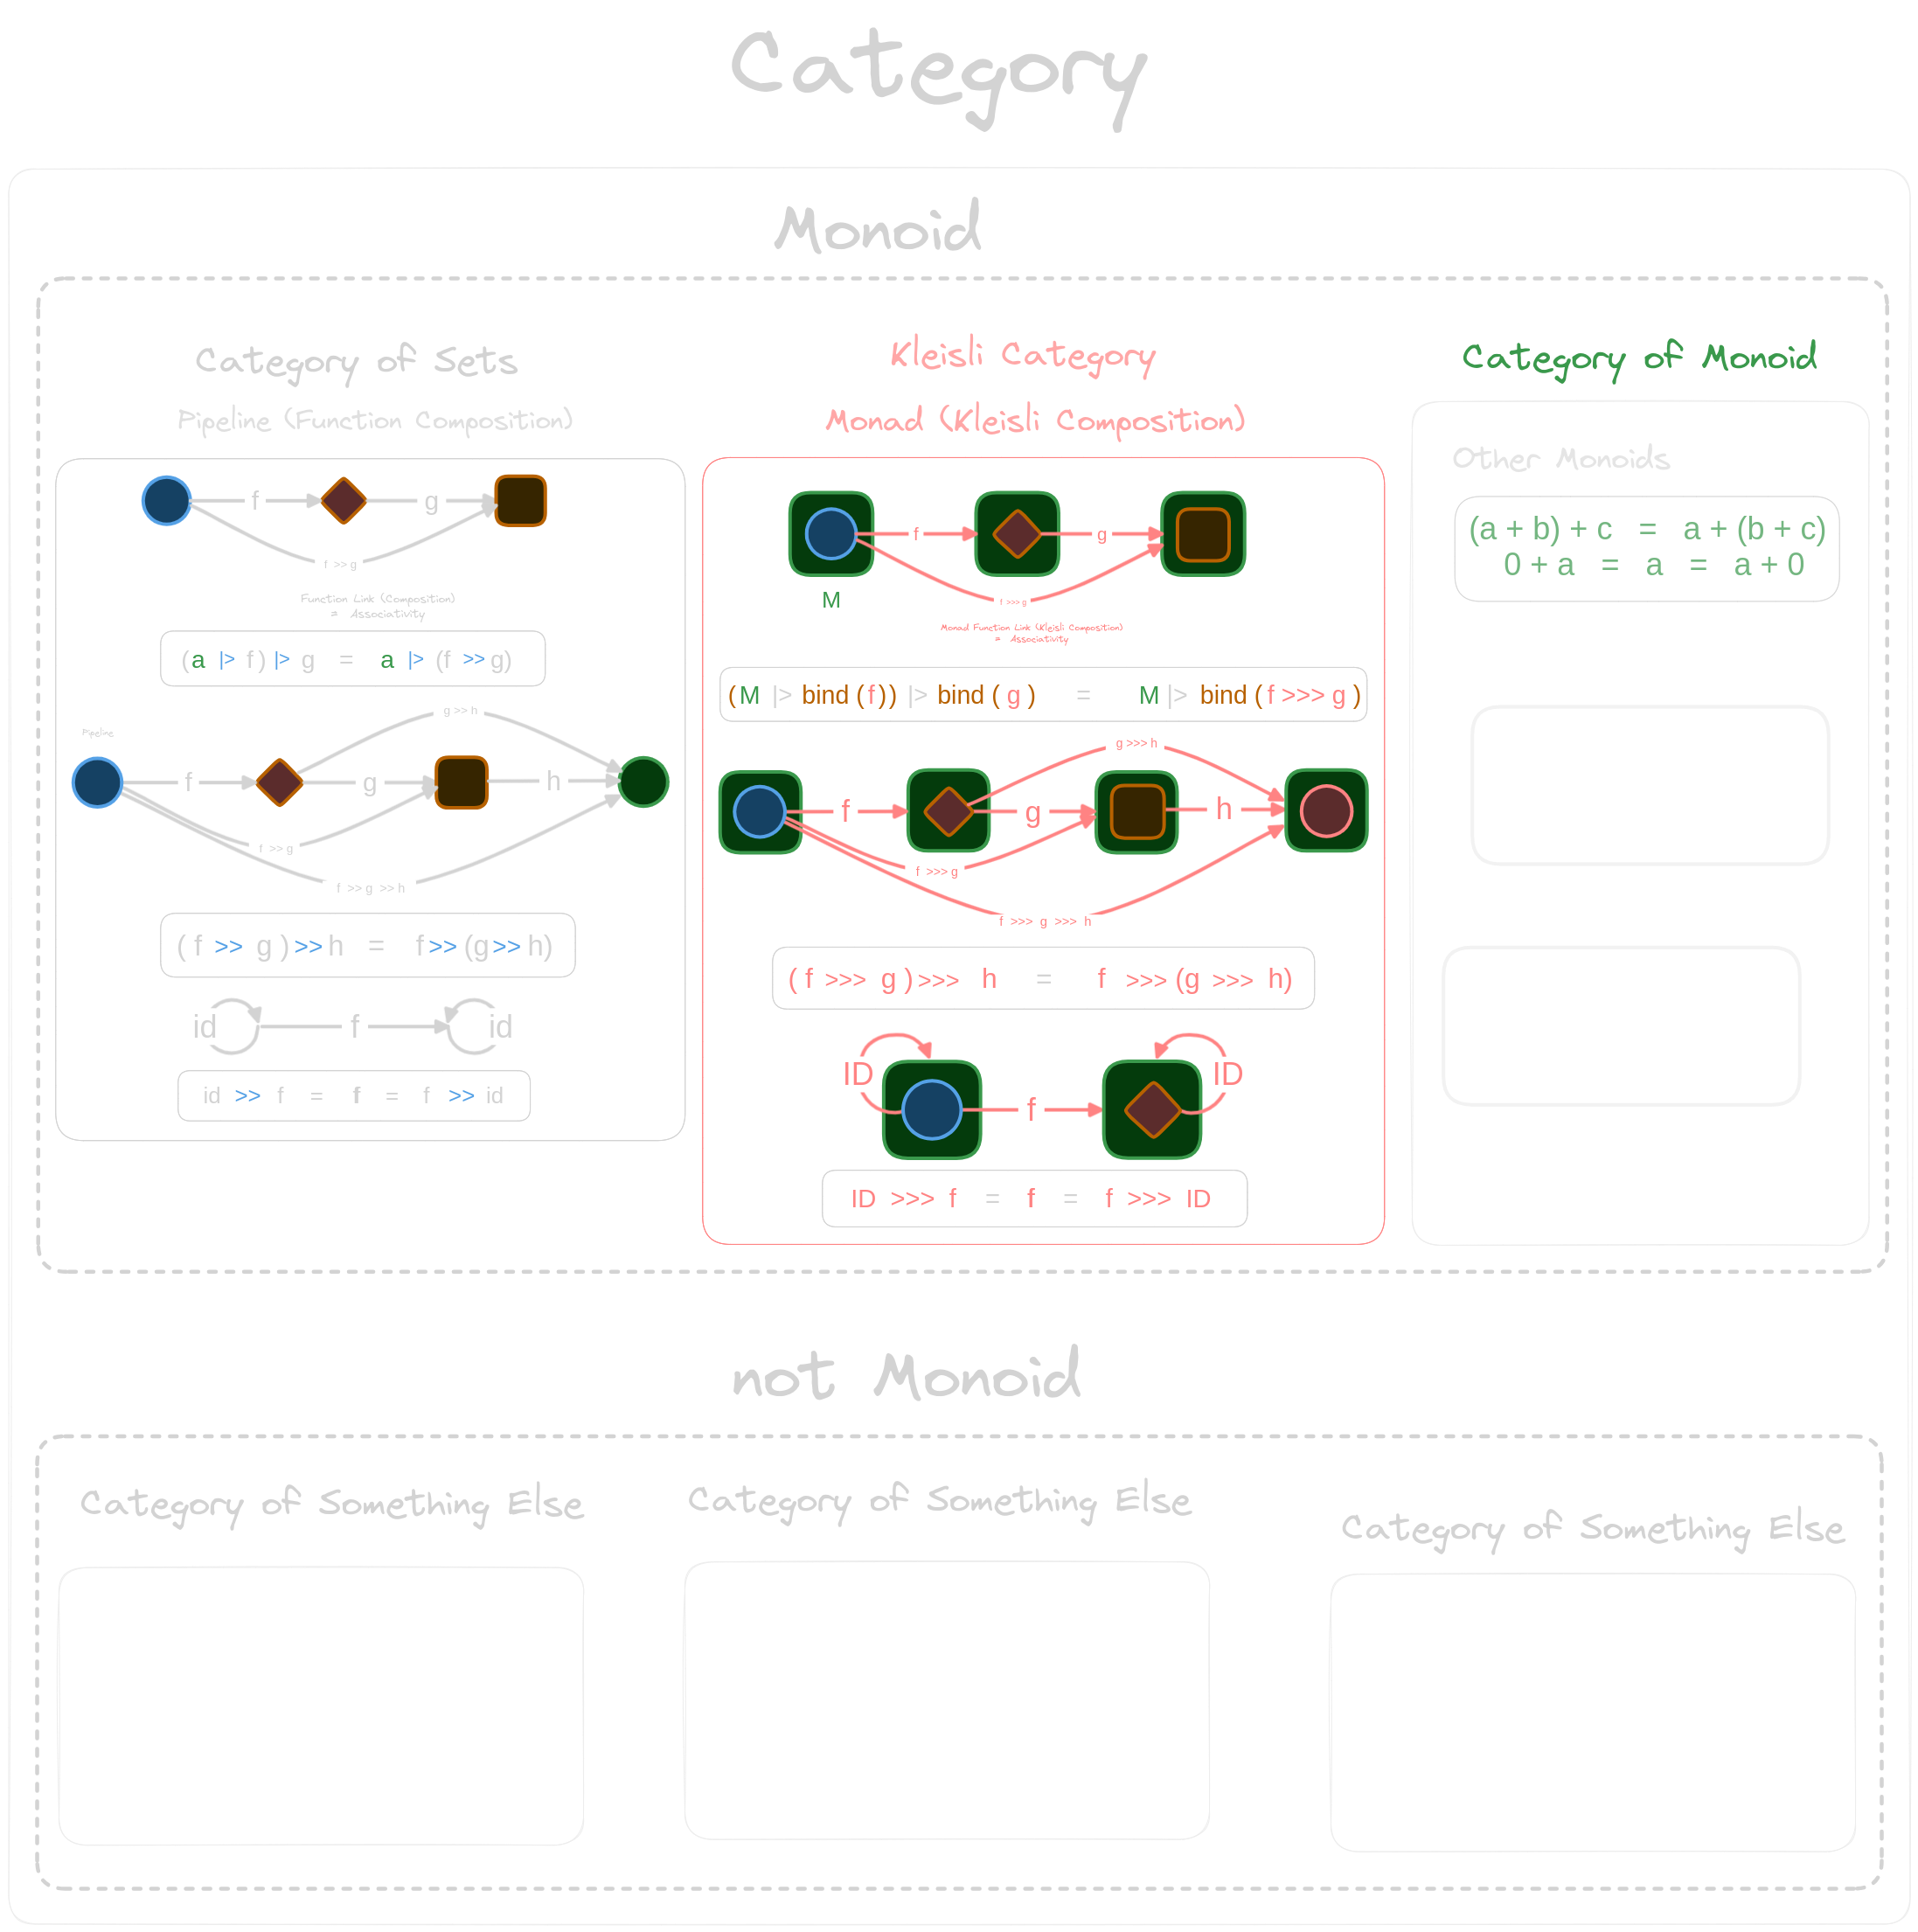 Category
Monoid
Category of Sets
Pipeline (Function Composition)
f
g
f >> g
Function Link (Composition)
= Associativity
(a |> f) |> g = a |> (f >> g)
g >> h
Pipeline
f
g
h
f >> g
f >> g >> h
( f >> g ) >> h = f >> (g >> h)
id
f
id
id >> f = f = f >> id
Kleisli Category
Monad (Kleisli Composition)
f
g
f >>> g
M
Monad Function Link (Kleisli Composition)
= Associativity
(M |> bind (f)) |> bind ( g ) = M |> bind (f >>> g )
g >>> h
f
g
h
f >>> g
f >>> g >>> h
( f >>> g ) >>> h = f >>> (g >>> h)
ID
f
ID
ID >>> f = f = f >>> ID
Category of Monoid
Other Monoids
(a + b) + c = a + (b + c)
0 + a = a = a + 0
not Monoid
Category of Something Else
Category of Something Else
Category of Something Else